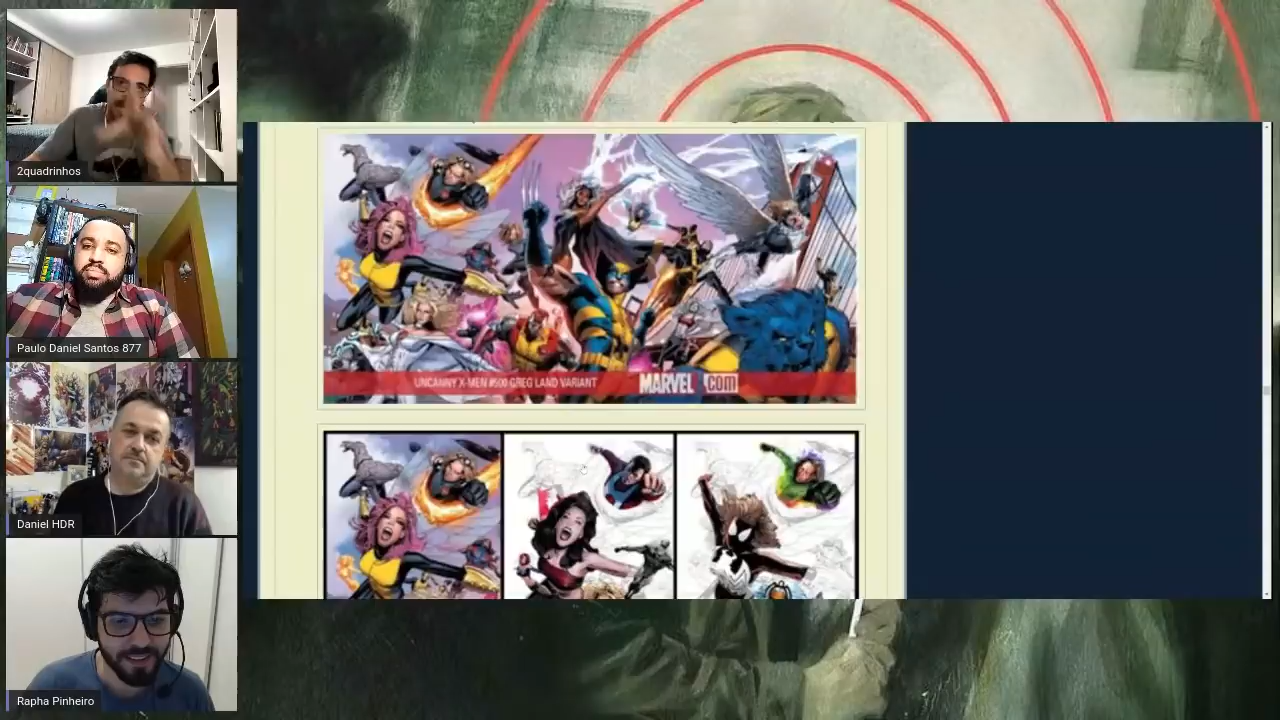 2quadrinhos
Paulo Daniel Santos 877
Daniel HDR
Rapha Pinheiro
UNCANNY X-MEN #500 GREG LAND VARIANT
MARVEL.COM